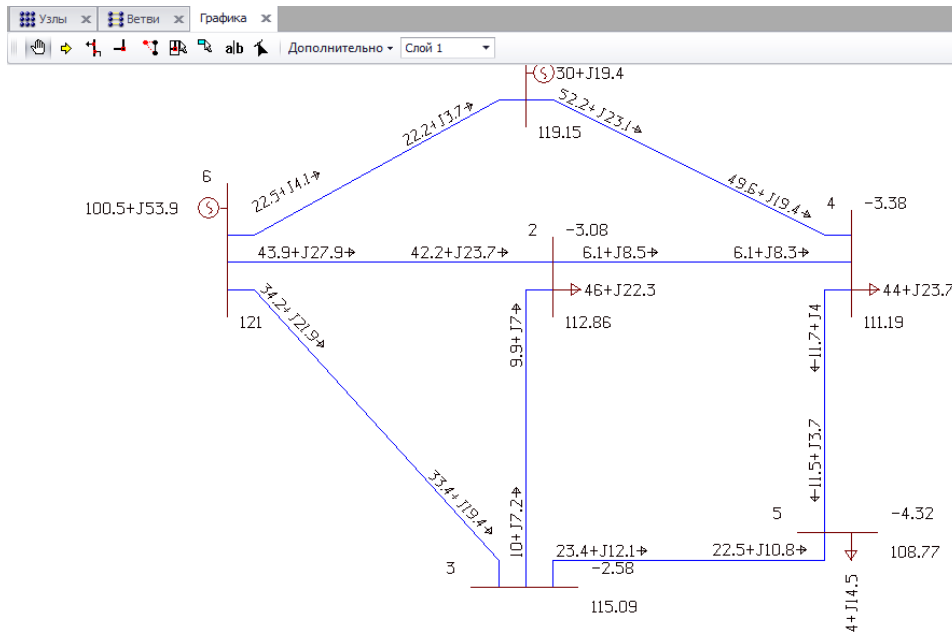 Узлы
Ветви
Графика
a|b
Дополнительно
Слой 1
30+J19.4
119.15
22.2+J3.7
52.2+J23.1
22.5+J4.1
49.6+J19.4
6
100.5+J53.9
4
-3.38
2
-3.08
43.9+J27.9
42.2+J23.7
6.1+J8.5
6.1+J8.3
46+J22.3
44+J23.7
121
112.86
111.19
34.2+J21.9
9.9+J7
11.7+J4
33.4+J19.4
10+J7.2
11.5+J3.7
5
-4.32
23.4+J12.1
22.5+J10.8
108.77
3
-2.58
115.09
4+J14.5